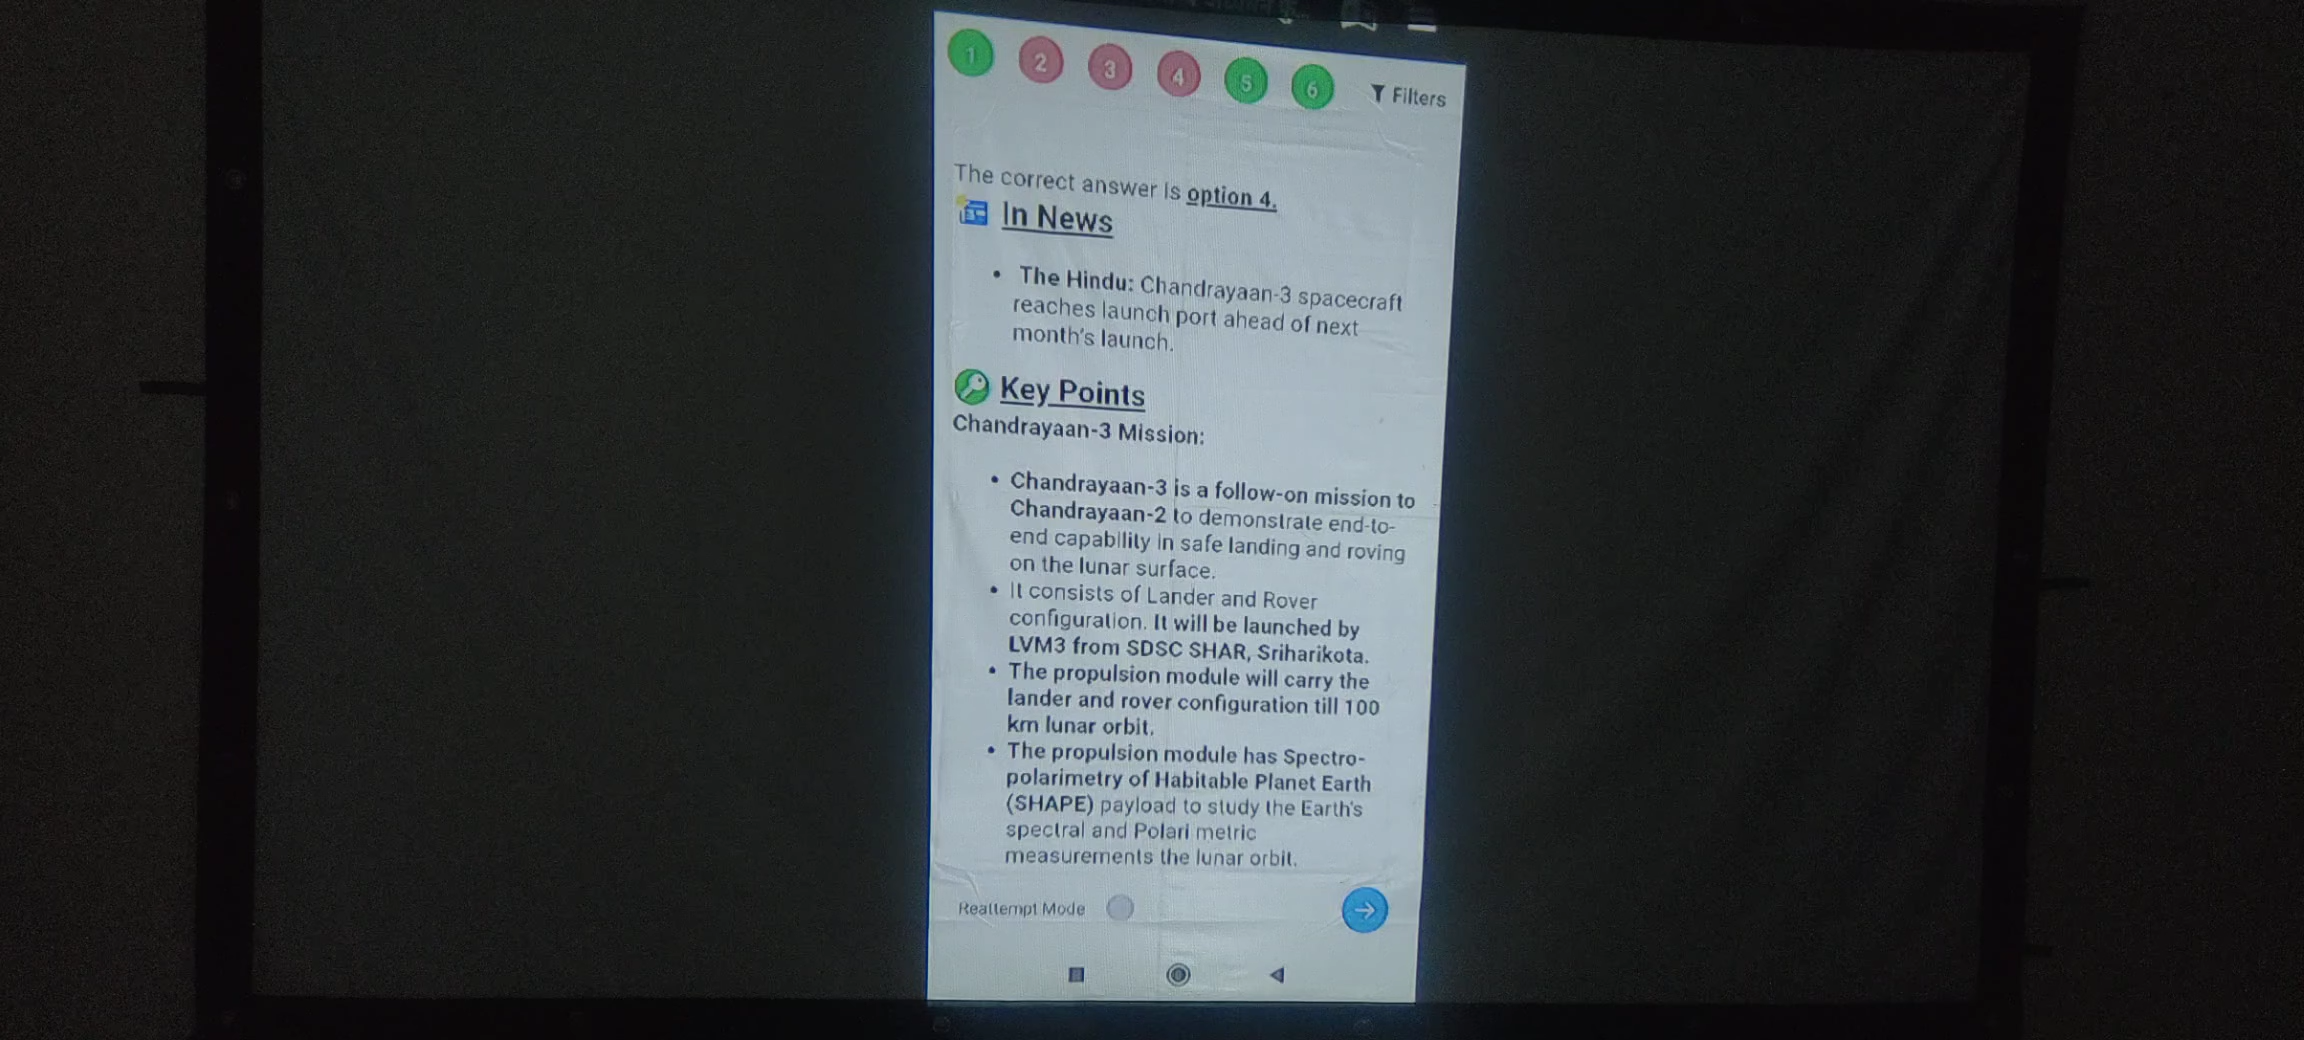 1 2 3 4 5 6 Filters
The correct answer is option 4.
In News
• The Hindu: Chandrayaan-3 spacecraft
reaches launch port ahead of next
month's launch.
Key Points
Chandrayaan-3 Mission:
• Chandrayaan-3 is a follow-on mission to
Chandrayaan-2 to demonstrate end-to-
end capability in safe landing and roving
on the lunar surface.
• It consists of Lander and Rover
configuration. It will be launched by
LVM3 from SDSC SHAR, Sriharikota.
• The propulsion module will carry the
lander and rover configuration till 100
km lunar orbit.
• The propulsion module has Spectro-
polarimetry of Habitable Planet Earth
(SHAPE) payload to study the Earth's
spectral and Polari metric
measurements the lunar orbit.
Reattempt Mode